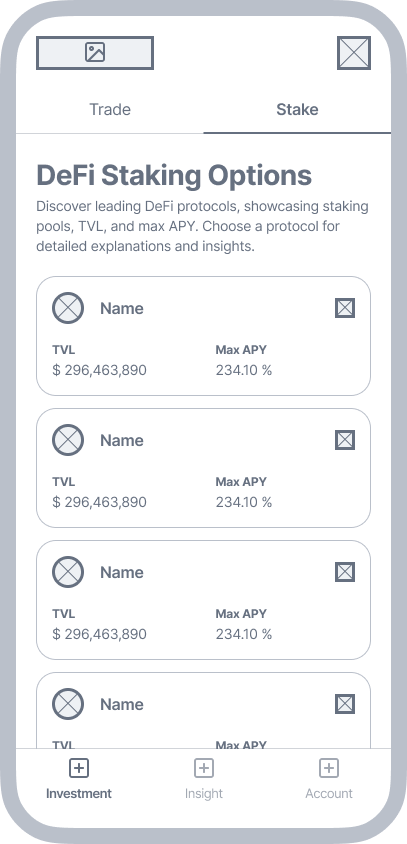 Trade
Stake
DeFi Staking Options
Discover leading DeFi protocols, showcasing staking
pools, TVL, and max APY. Choose a protocol for
detailed explanations and insights.
Name
TVL
Max APY
$ 296,463,890
234.10 %
Name
TVL
Max APY
$ 296,463,890
234.10 %
Name
TVL
Max APY
$ 296,463,890
234.10 %
Name
TVL
Max APY
Investment
Insight
Account